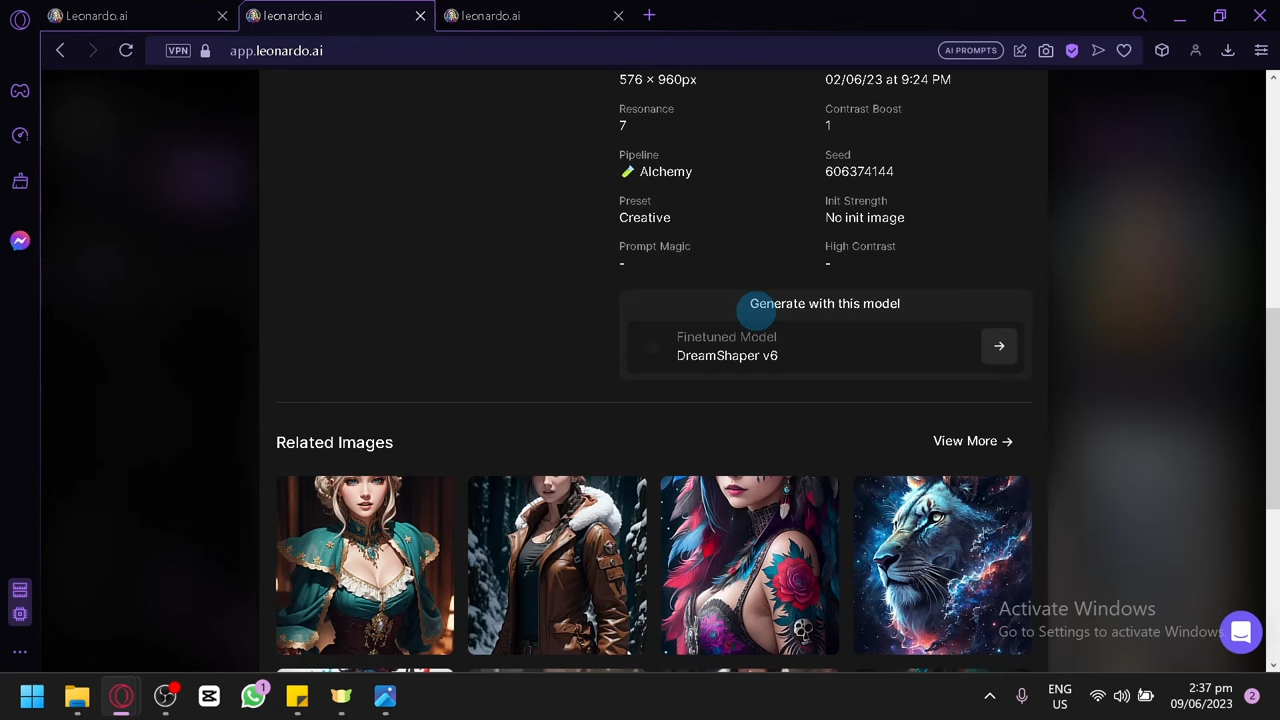 Leonardo.ai
leonardo.ai
leonardo.ai
VPN
app.leonardo.ai
AI PROMPTS
576 × 960px
02/06/23 at 9:24 PM
Resonance
Contrast Boost
7
1
Pipeline
Seed
Alchemy
606374144
Preset
Init Strength
Creative
No init image
Prompt Magic
High Contrast
-
-
Generate with this model
Finetuned Model
DreamShaper v6
Related Images
View More →
Activate Windows
Go to Settings to activate Windows.
1
ENG
US
2:37 pm
09/06/2023
2